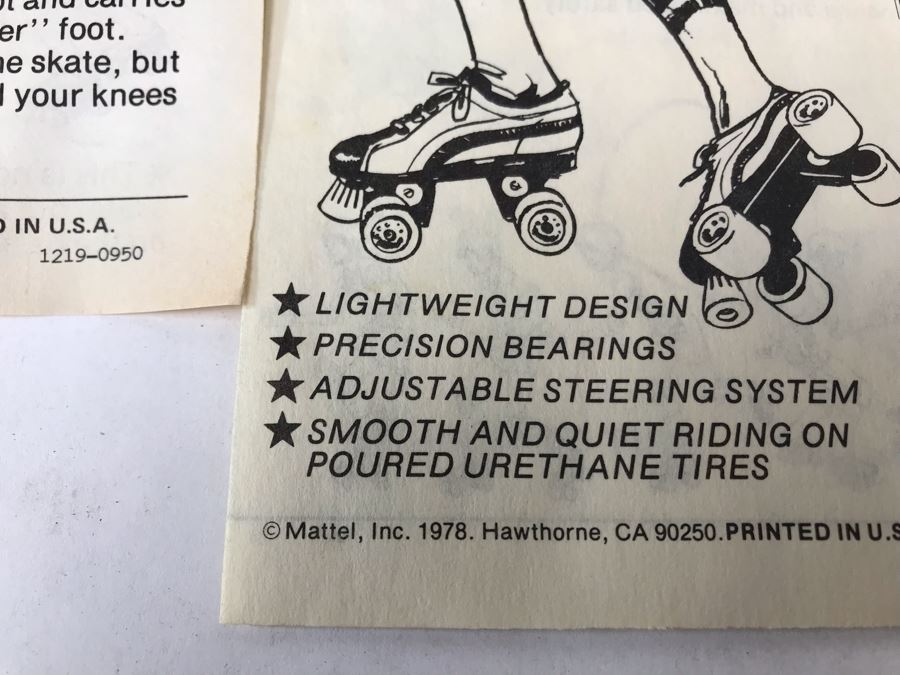 er'' foot.
skate, but
your knees
IN U.S.A.
1219–0950
★ LIGHTWEIGHT DESIGN
★ PRECISION BEARINGS
★ ADJUSTABLE STEERING SYSTEM
★ SMOOTH AND QUIET RIDING ON
POURED URETHANE TIRES
© Mattel, Inc. 1978. Hawthorne, CA 90250. PRINTED IN U.S